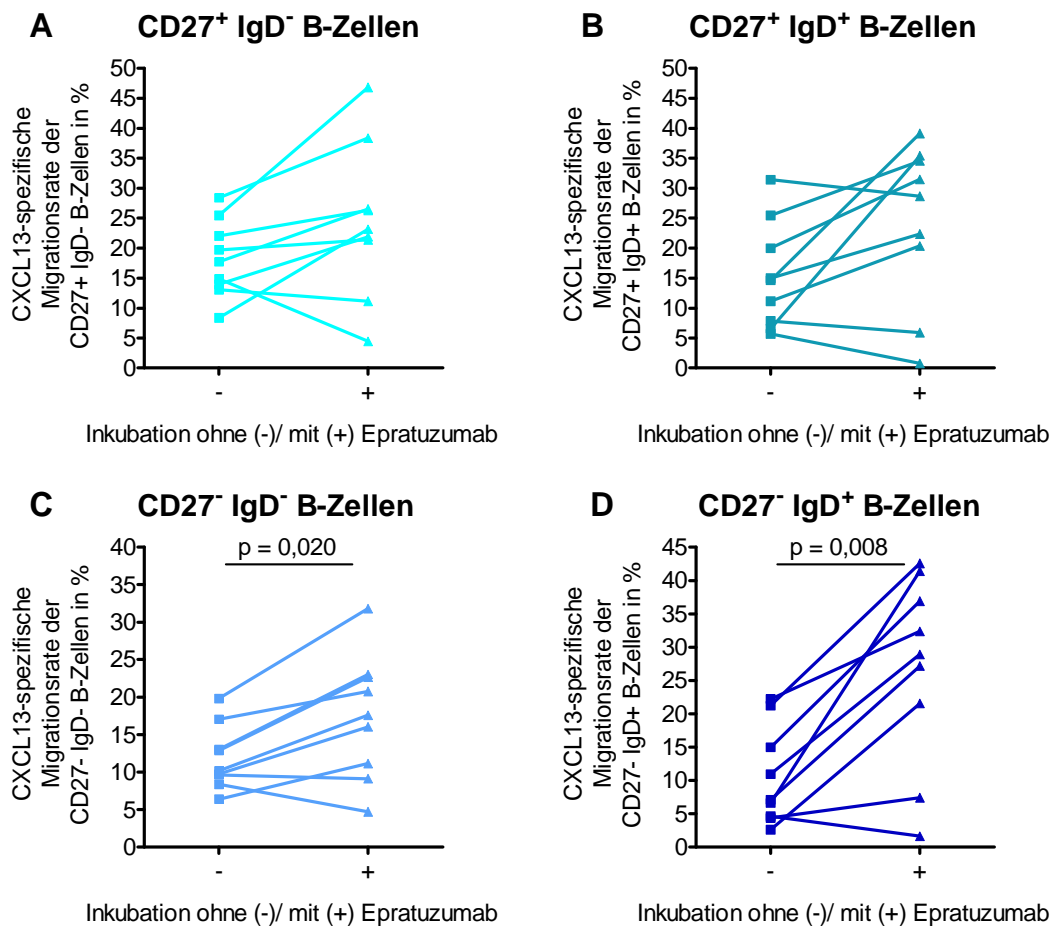 A
CD27⁺ IgD⁻ B-Zellen
CXCL13-spezifische
Migrationsrate der
CD27+ IgD- B-Zellen in %
50
45
40
35
30
25
20
15
10
5
0
-
+
Inkubation ohne (-)/ mit (+) Epratuzumab
B
CD27⁺ IgD⁺ B-Zellen
CXCL13-spezifische
Migrationsrate der
CD27+ IgD+ B-Zellen in %
50
45
40
35
30
25
20
15
10
5
0
-
+
Inkubation ohne (-)/ mit (+) Epratuzumab
C
CD27⁻ IgD⁻ B-Zellen
p = 0,020
CXCL13-spezifische
Migrationsrate der
CD27- IgD- B-Zellen in %
40
35
30
25
20
15
10
5
0
-
+
Inkubation ohne (-)/ mit (+) Epratuzumab
D
CD27⁻ IgD⁺ B-Zellen
p = 0,008
CXCL13-spezifische
Migrationsrate der
CD27- IgD+ B-Zellen in %
45
40
35
30
25
20
15
10
5
0
-
+
Inkubation ohne (-)/ mit (+) Epratuzumab